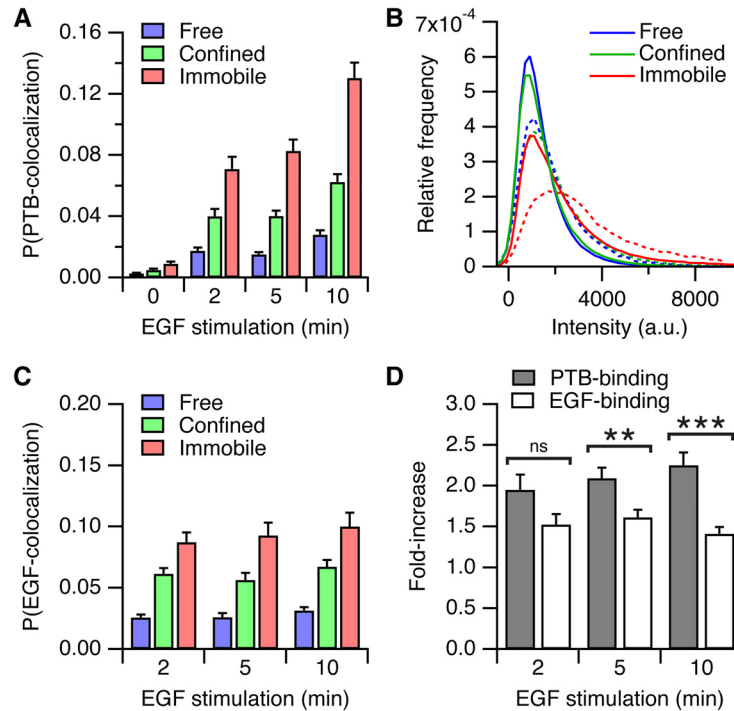 A
Free
Confined
Immobile
0.16
0.12
0.08
0.04
0.00
P(PTB-colocalization)
0 2 5 10
EGF stimulation (min)
B
7x10⁻⁴
6
5
4
3
2
1
0
Relative frequency
Free
Confined
Immobile
0 4000 8000
Intensity (a.u.)
C
Free
Confined
Immobile
0.20
0.15
0.10
0.05
0.00
P(EGF-colocalization)
2 5 10
EGF stimulation (min)
D
PTB-binding
EGF-binding
3.0
2.5
2.0
1.5
1.0
0.5
0.0
Fold-increase
ns ** ***
2 5 10
EGF stimulation (min)